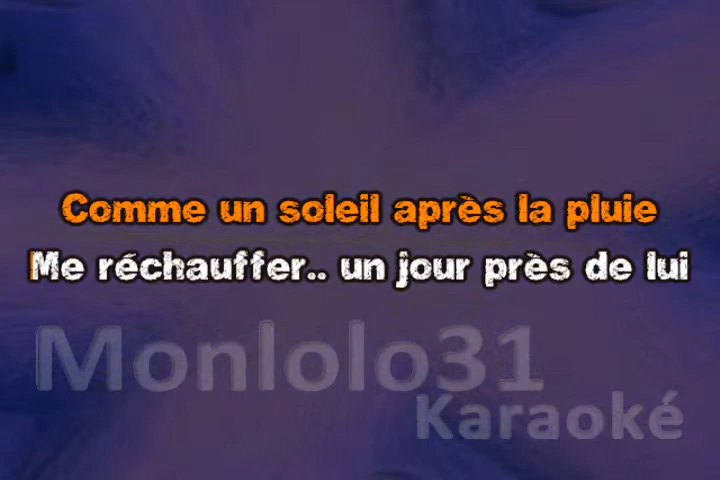 Comme un soleil après la pluie
Me réchauffer.. un jour près de lui
Monlolo31
Karaoké